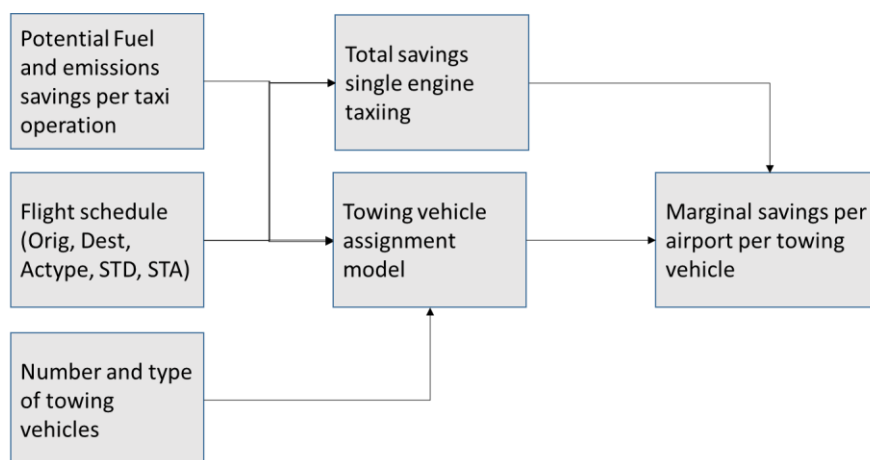 Potential Fuel
and emissions
savings per taxi
operation
Total savings
single engine
taxiing
Flight schedule
(Orig, Dest,
Actype, STD, STA)
Towing vehicle
assignment
model
Marginal savings per
airport per towing
vehicle
Number and type
of towing
vehicles